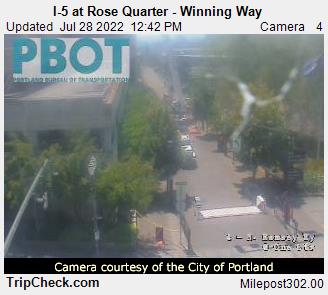 I-5 at Rose Quarter - Winning Way
Updated Jul 28 2022 12:42 PM Camera 4
PBOT
PORTLAND BUREAU OF TRANSPORTATION
Camera courtesy of the City of Portland
TripCheck.com Milepost302.00